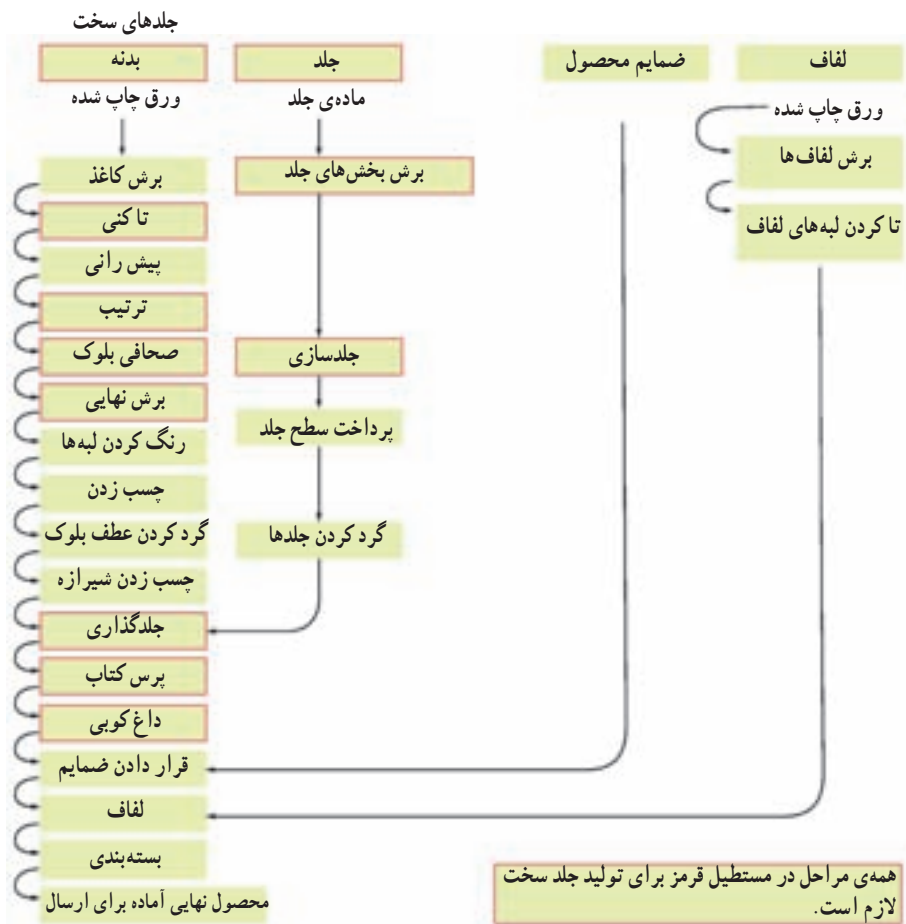 جلدهای سخت
بدنه
ورق چاپ شده
برش کاغذ
تا کنی
پیش رانی
ترتیب
صحافی بلوک
برش نهایی
رنگ کردن لبه‌ها
چسب زدن
گرد کردن عطف بلوک
چسب زدن شیرازه
جلدگذاری
پرس کتاب
داغ کوبی
قرار دادن ضمایم
لفاف
بسته‌بندی
محصول نهایی آماده برای ارسال
جلد
ماده‌ی جلد
برش بخش‌های جلد
جلدسازی
پرداخت سطح جلد
گرد کردن جلدها
ضمایم محصول
لفاف
ورق چاپ شده
برش لفاف‌ها
تا کردن لبه‌های لفاف
همه‌ی مراحل در مستطیل قرمز برای تولید جلد سخت
لازم است.